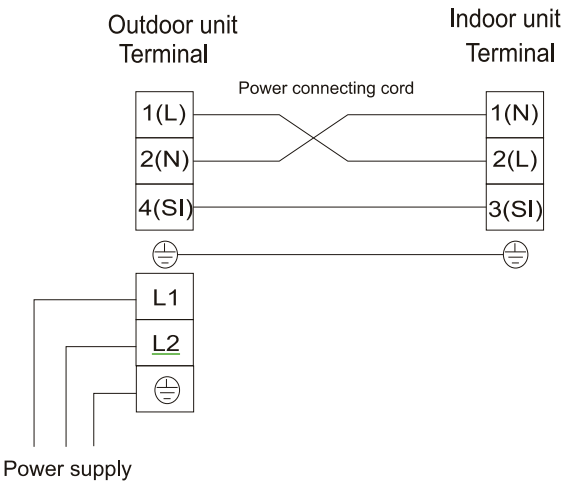 Outdoor unit
Terminal
Indoor unit
Terminal
Power connecting cord
1(L)
1(N)
2(N)
2(L)
4(SI)
3(SI)
L1
L2
Power supply